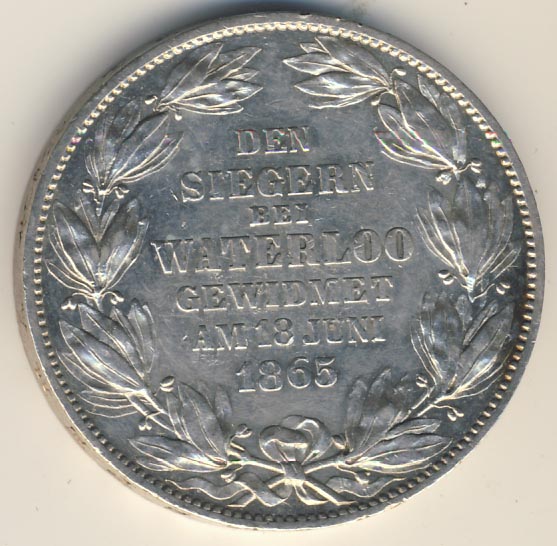 DEN
SIEGERN
BEI
WATERLOO
GEWIDMET
AM 18 JUNI
1865